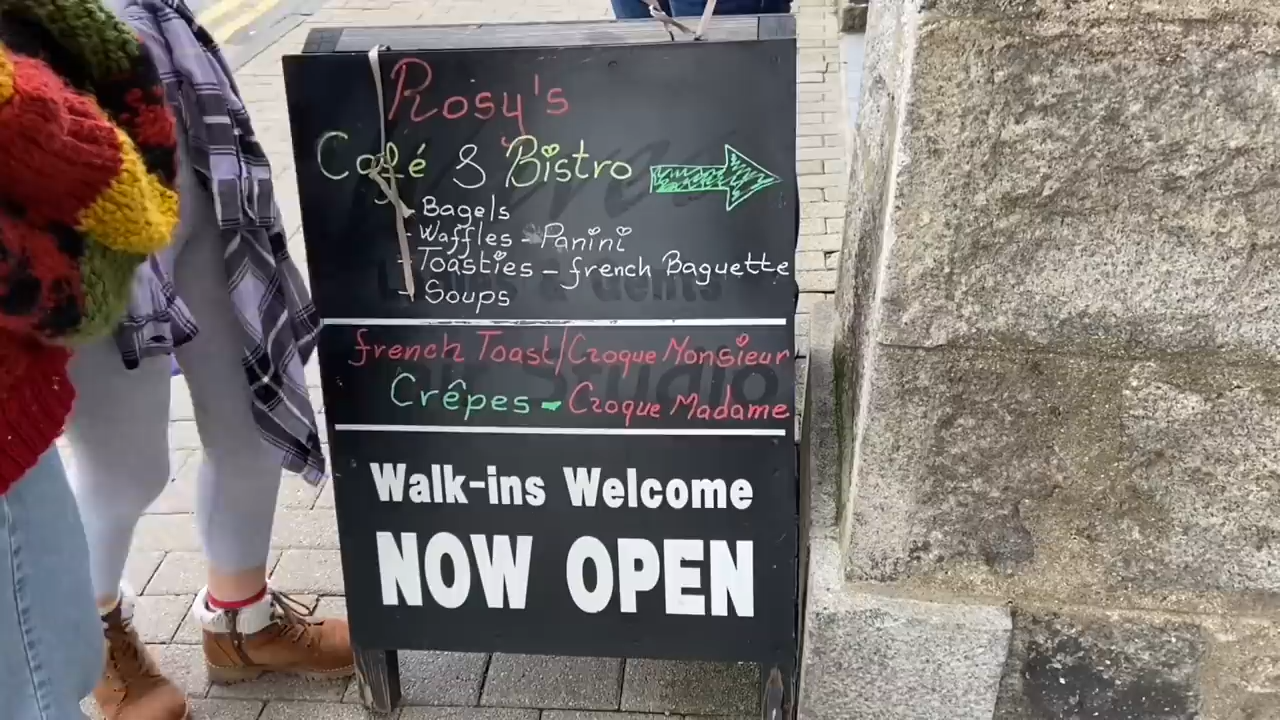 Rosy's
Café & Bistro
- Bagels
- Waffles - Panini
- Toasties - french Baguette
- Soups
french Toast/Croque Monsieur
Crêpes - Croque Madame
Walk-ins Welcome
NOW OPEN